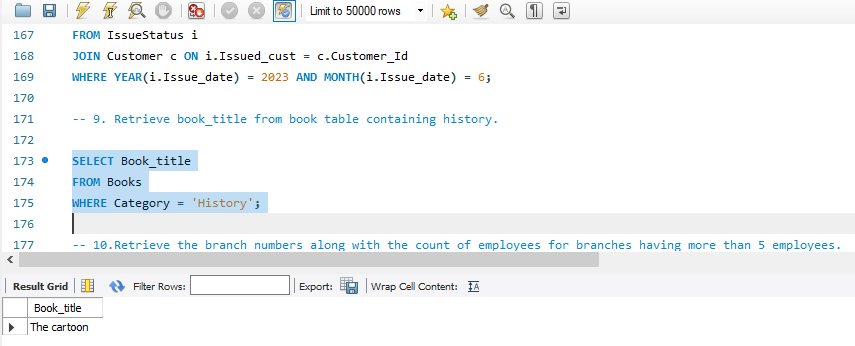 Limit to 50000 rows
167 FROM IssueStatus i
168 JOIN Customer c ON i.Issued_cust = c.Customer_Id
169 WHERE YEAR(i.Issue_date) = 2023 AND MONTH(i.Issue_date) = 6;
170
171 -- 9. Retrieve book_title from book table containing history.
172
173 SELECT Book_title
174 FROM Books
175 WHERE Category = 'History';
176
177 -- 10.Retrieve the branch numbers along with the count of employees for branches having more than 5 employees.
Result Grid Filter Rows: Export: Wrap Cell Content: IA
Book_title
The cartoon